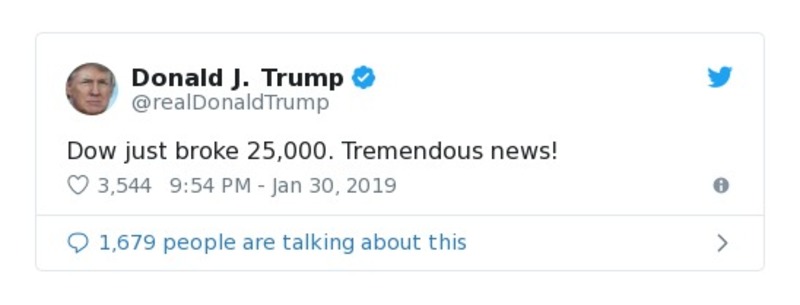 Donald J. Trump
@realDonaldTrump
Dow just broke 25,000. Tremendous news!
3,544 9:54 PM - Jan 30, 2019
1,679 people are talking about this